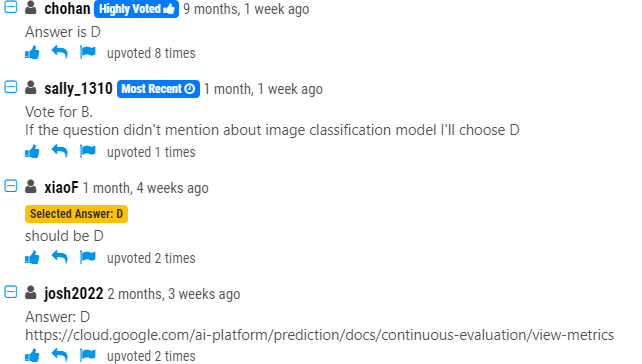 chohan Highly Voted 9 months, 1 week ago
Answer is D
upvoted 8 times
sally_1310 Most Recent 1 month, 1 week ago
Vote for B.
If the question didn't mention about image classification model I'll choose D
upvoted 1 times
xiaoF 1 month, 4 weeks ago
Selected Answer: D
should be D
upvoted 2 times
josh2022 2 months, 3 weeks ago
Answer: D
https://cloud.google.com/ai-platform/prediction/docs/continuous-evaluation/view-metrics
upvoted 2 times